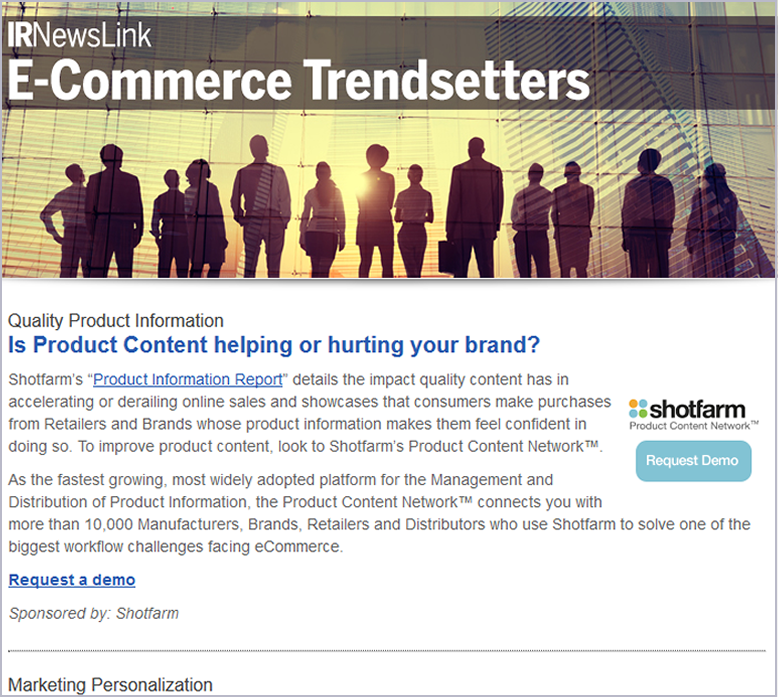 IRNewsLink
E-Commerce Trendsetters
Quality Product Information
Is Product Content helping or hurting your brand?
Shotfarm’s “Product Information Report” details the impact quality content has in
accelerating or derailing online sales and showcases that consumers make purchases
from Retailers and Brands whose product information makes them feel confident in
doing so. To improve product content, look to Shotfarm’s Product Content Network™.
shotfarm
Product Content Network™
Request Demo
As the fastest growing, most widely adopted platform for the Management and
Distribution of Product Information, the Product Content Network™ connects you with
more than 10,000 Manufacturers, Brands, Retailers and Distributors who use Shotfarm to solve one of the
biggest workflow challenges facing eCommerce.
Request a demo
Sponsored by: Shotfarm
Marketing Personalization